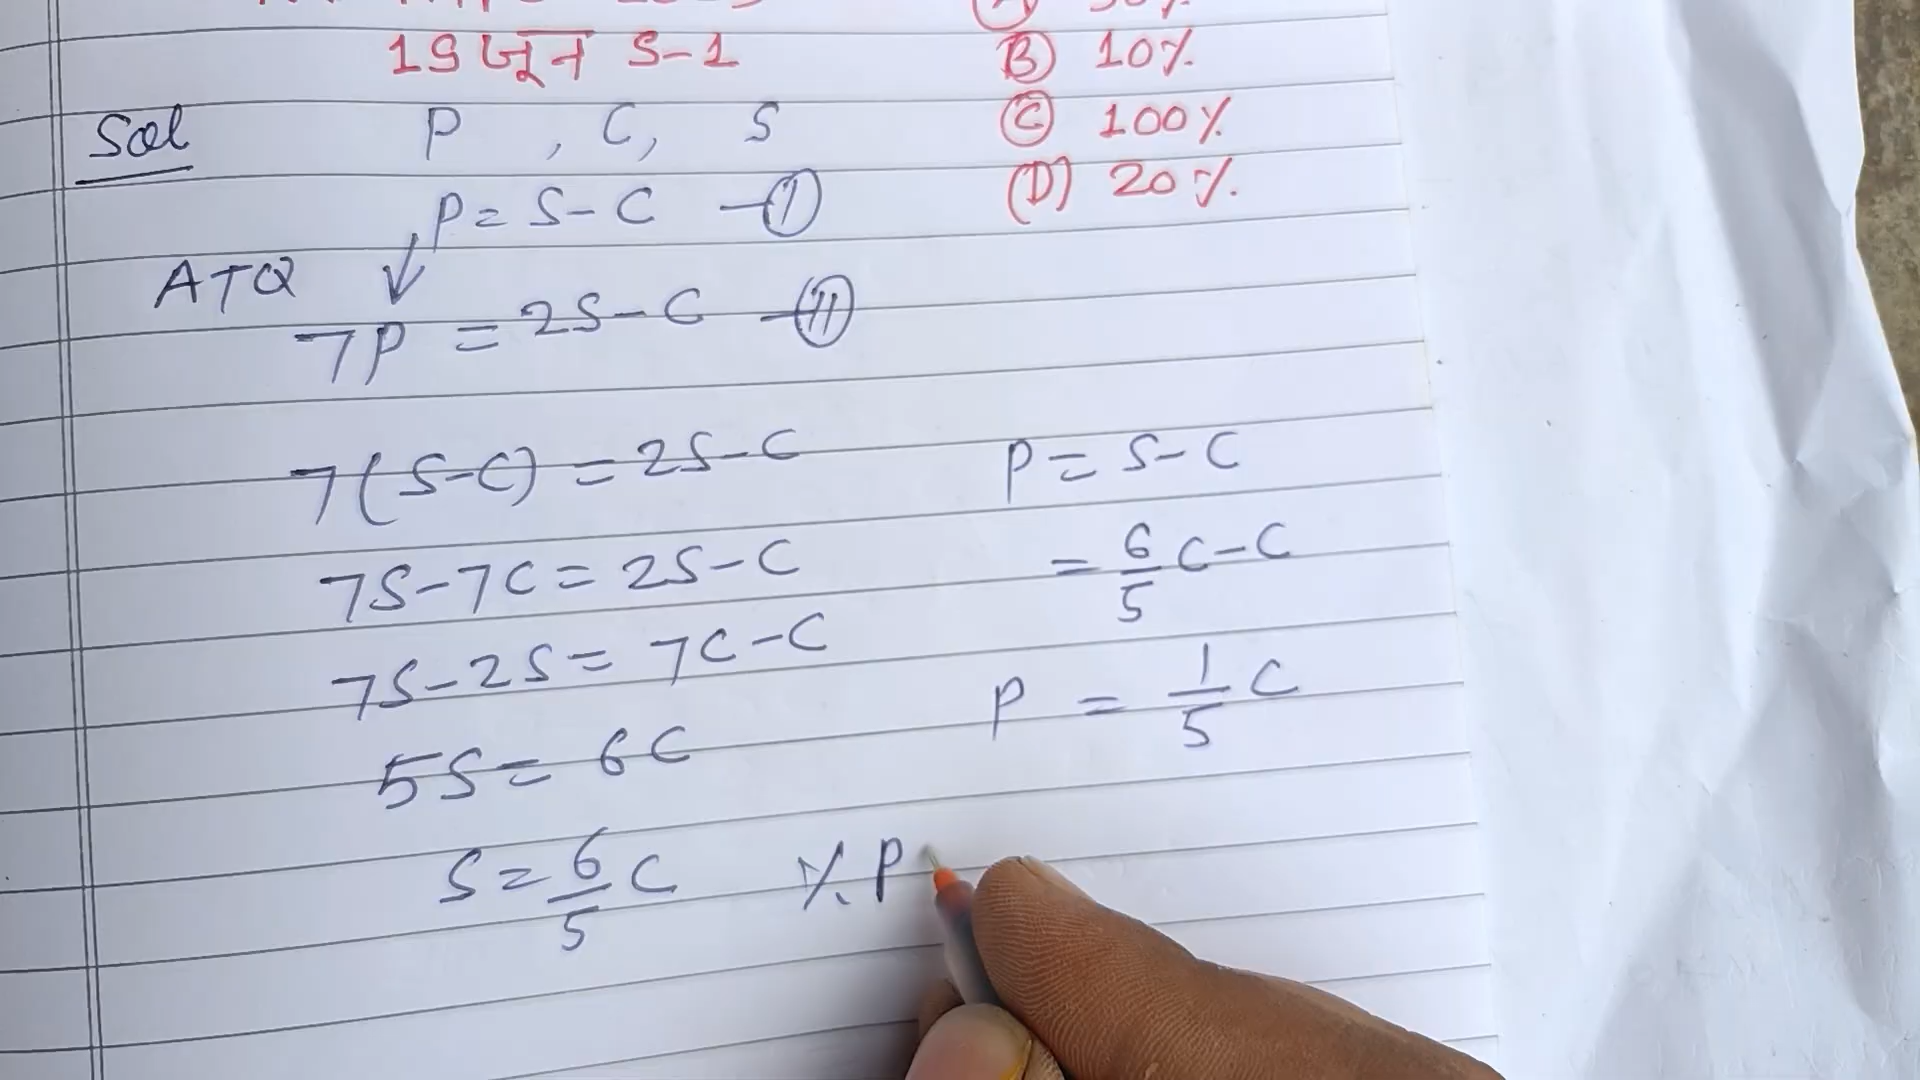 19 जून S-1
(B) 10%
(C) 100%
(D) 20%
Sol P , C, S
P = S - C —(I)
ATQ
7P = 2S - C —(II)
7(S-C) = 2S-C
7S-7C = 2S-C
7S-2S = 7C-C
5S = 6C
S = 6/5 C
P = S-C
= 6/5 C - C
P = 1/5 C
% P